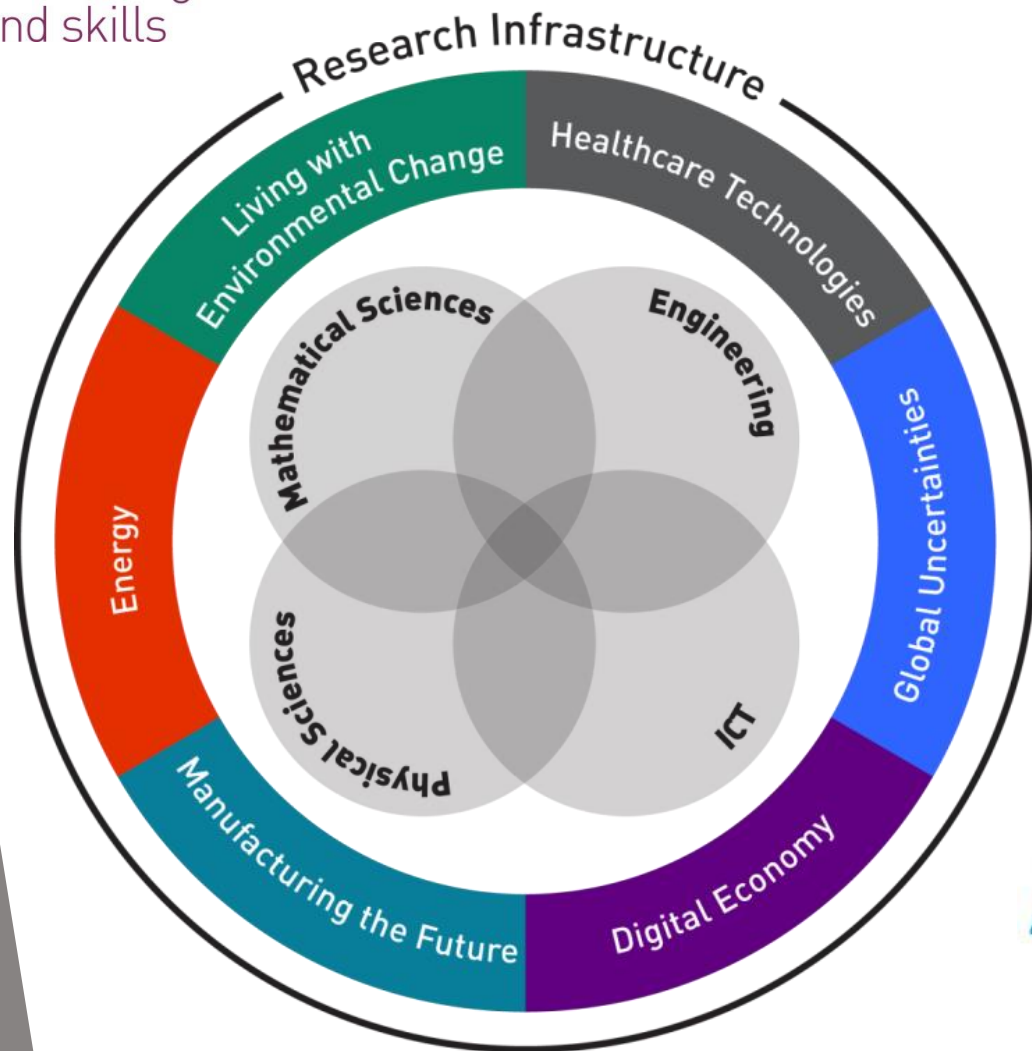 nd skills
Research Infrastructure
Living with
Environmental Change
Healthcare Technologies
Mathematical Sciences
Engineering
Energy
Global Uncertainties
Physical Sciences
ICT
Manufacturing the Future
Digital Economy